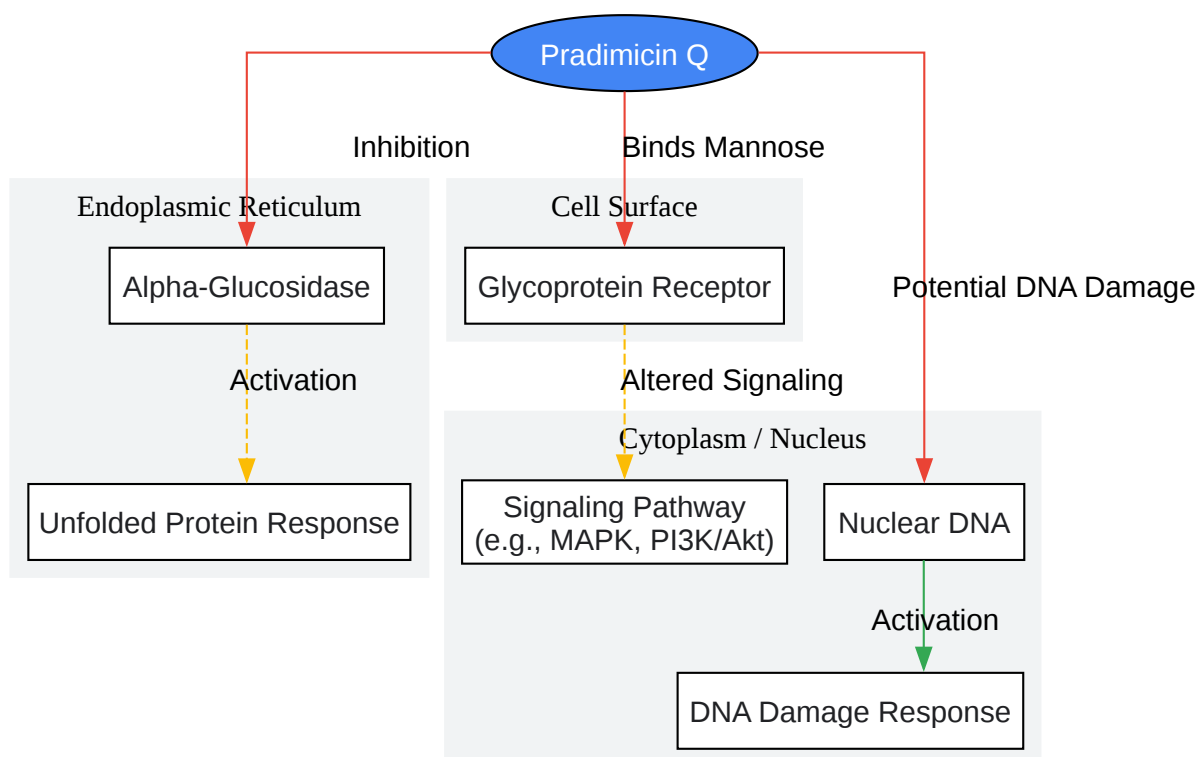 Pradimicin Q
Inhibition
Binds Mannose
Endoplasmic Reticulum
Cell Surface
Alpha-Glucosidase
Glycoprotein Receptor
Potential DNA Damage
Activation
Altered Signaling
Cytoplasm / Nucleus
Unfolded Protein Response
Signaling Pathway
(e.g., MAPK, PI3K/Akt)
Nuclear DNA
Activation
DNA Damage Response